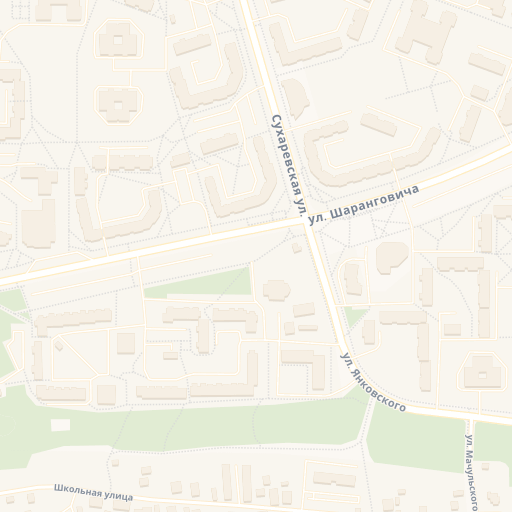 Сухаревская ул.
ул. Шаранговича
ул. Янковского
ул. Мачульского
Школьная улица